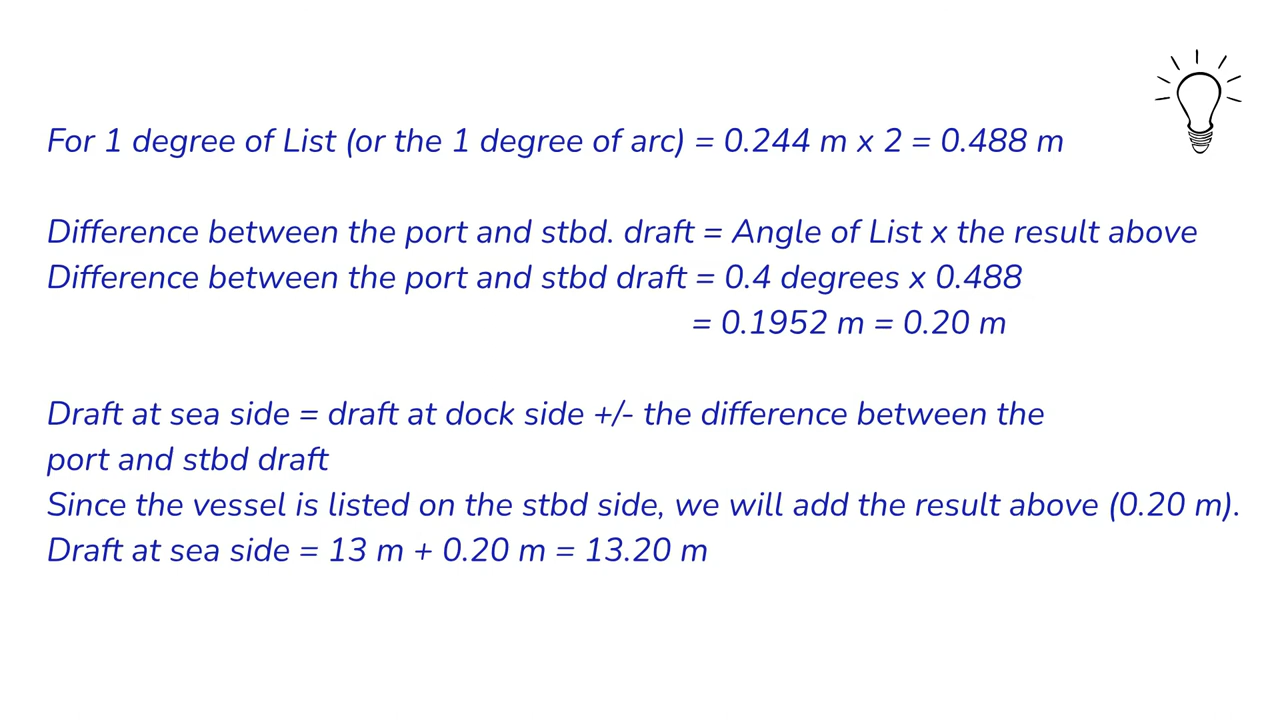 For 1 degree of List (or the 1 degree of arc) = 0.244 m x 2 = 0.488 m
Difference between the port and stbd. draft = Angle of List x the result above
Difference between the port and stbd draft = 0.4 degrees x 0.488
= 0.1952 m = 0.20 m
Draft at sea side = draft at dock side +/- the difference between the
port and stbd draft
Since the vessel is listed on the stbd side, we will add the result above (0.20 m).
Draft at sea side = 13 m + 0.20 m = 13.20 m